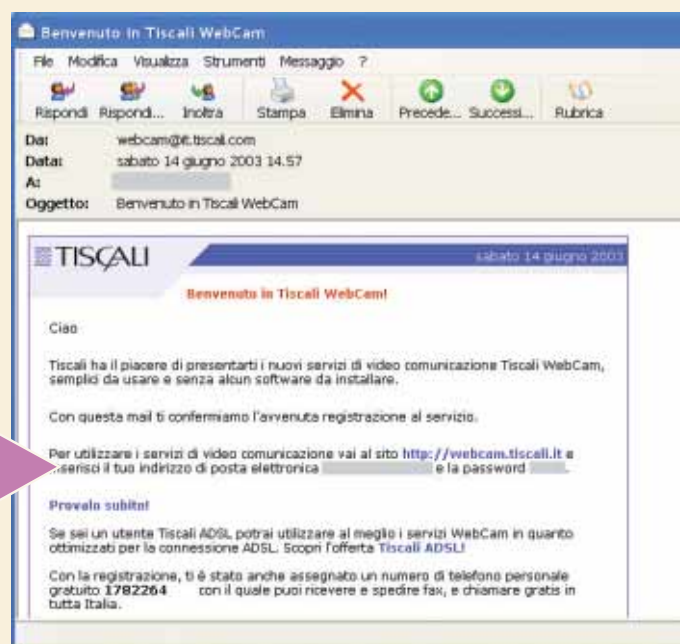 Benvenuto in Tiscali WebCam
File Modifica Visualizza Strumenti Messaggio ?
Rispondi Rispond... Inoltra Stampa Elimina Precede... Successi... Rubrica
Da: webcam@it.tiscali.com
Data: sabato 14 giugno 2003 14.57
A:
Oggetto: Benvenuto in Tiscali WebCam
TISCALI sabato 14 giugno 2003
Benvenuto in Tiscali WebCam!
Ciao
Tiscali ha il piacere di presentarti i nuovi servizi di video comunicazione Tiscali WebCam,
semplici da usare e senza alcun software da installare.
Con questa mail ti confermiamo l'avvenuta registrazione al servizio.
Per utilizzare i servizi di video comunicazione vai al sito http://webcam.tiscali.it e
inserisci il tuo indirizzo di posta elettronica e la password .
Provalo subito!
Se sei un utente Tiscali ADSL potrai utilizzare al meglio i servizi WebCam in quanto
ottimizzati per la connessione ADSL. Scopri l'offerta Tiscali ADSL!
Con la registrazione, ti è stato anche assegnato un numero di telefono personale
gratuito 1782264 con il quale puoi ricevere e spedire fax, e chiamare gratis in
tutta Italia.